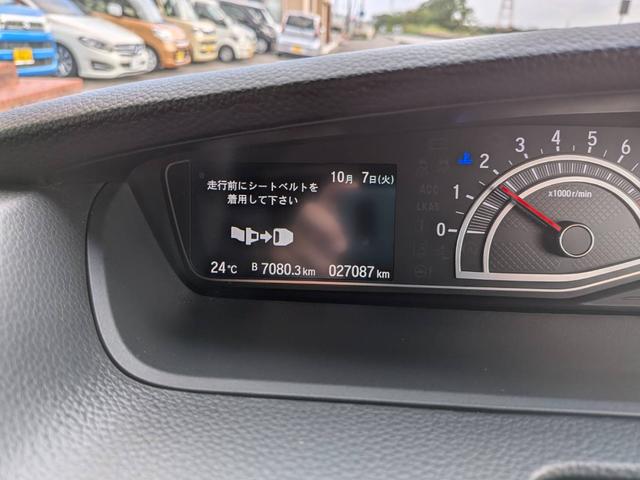 10月 7日(火)
走行前にシートベルトを
着用して下さい
24℃ B 7080.3 km 027087 km
0 1 2 3 4 5 6
x1000r/min
ACC
LKAS